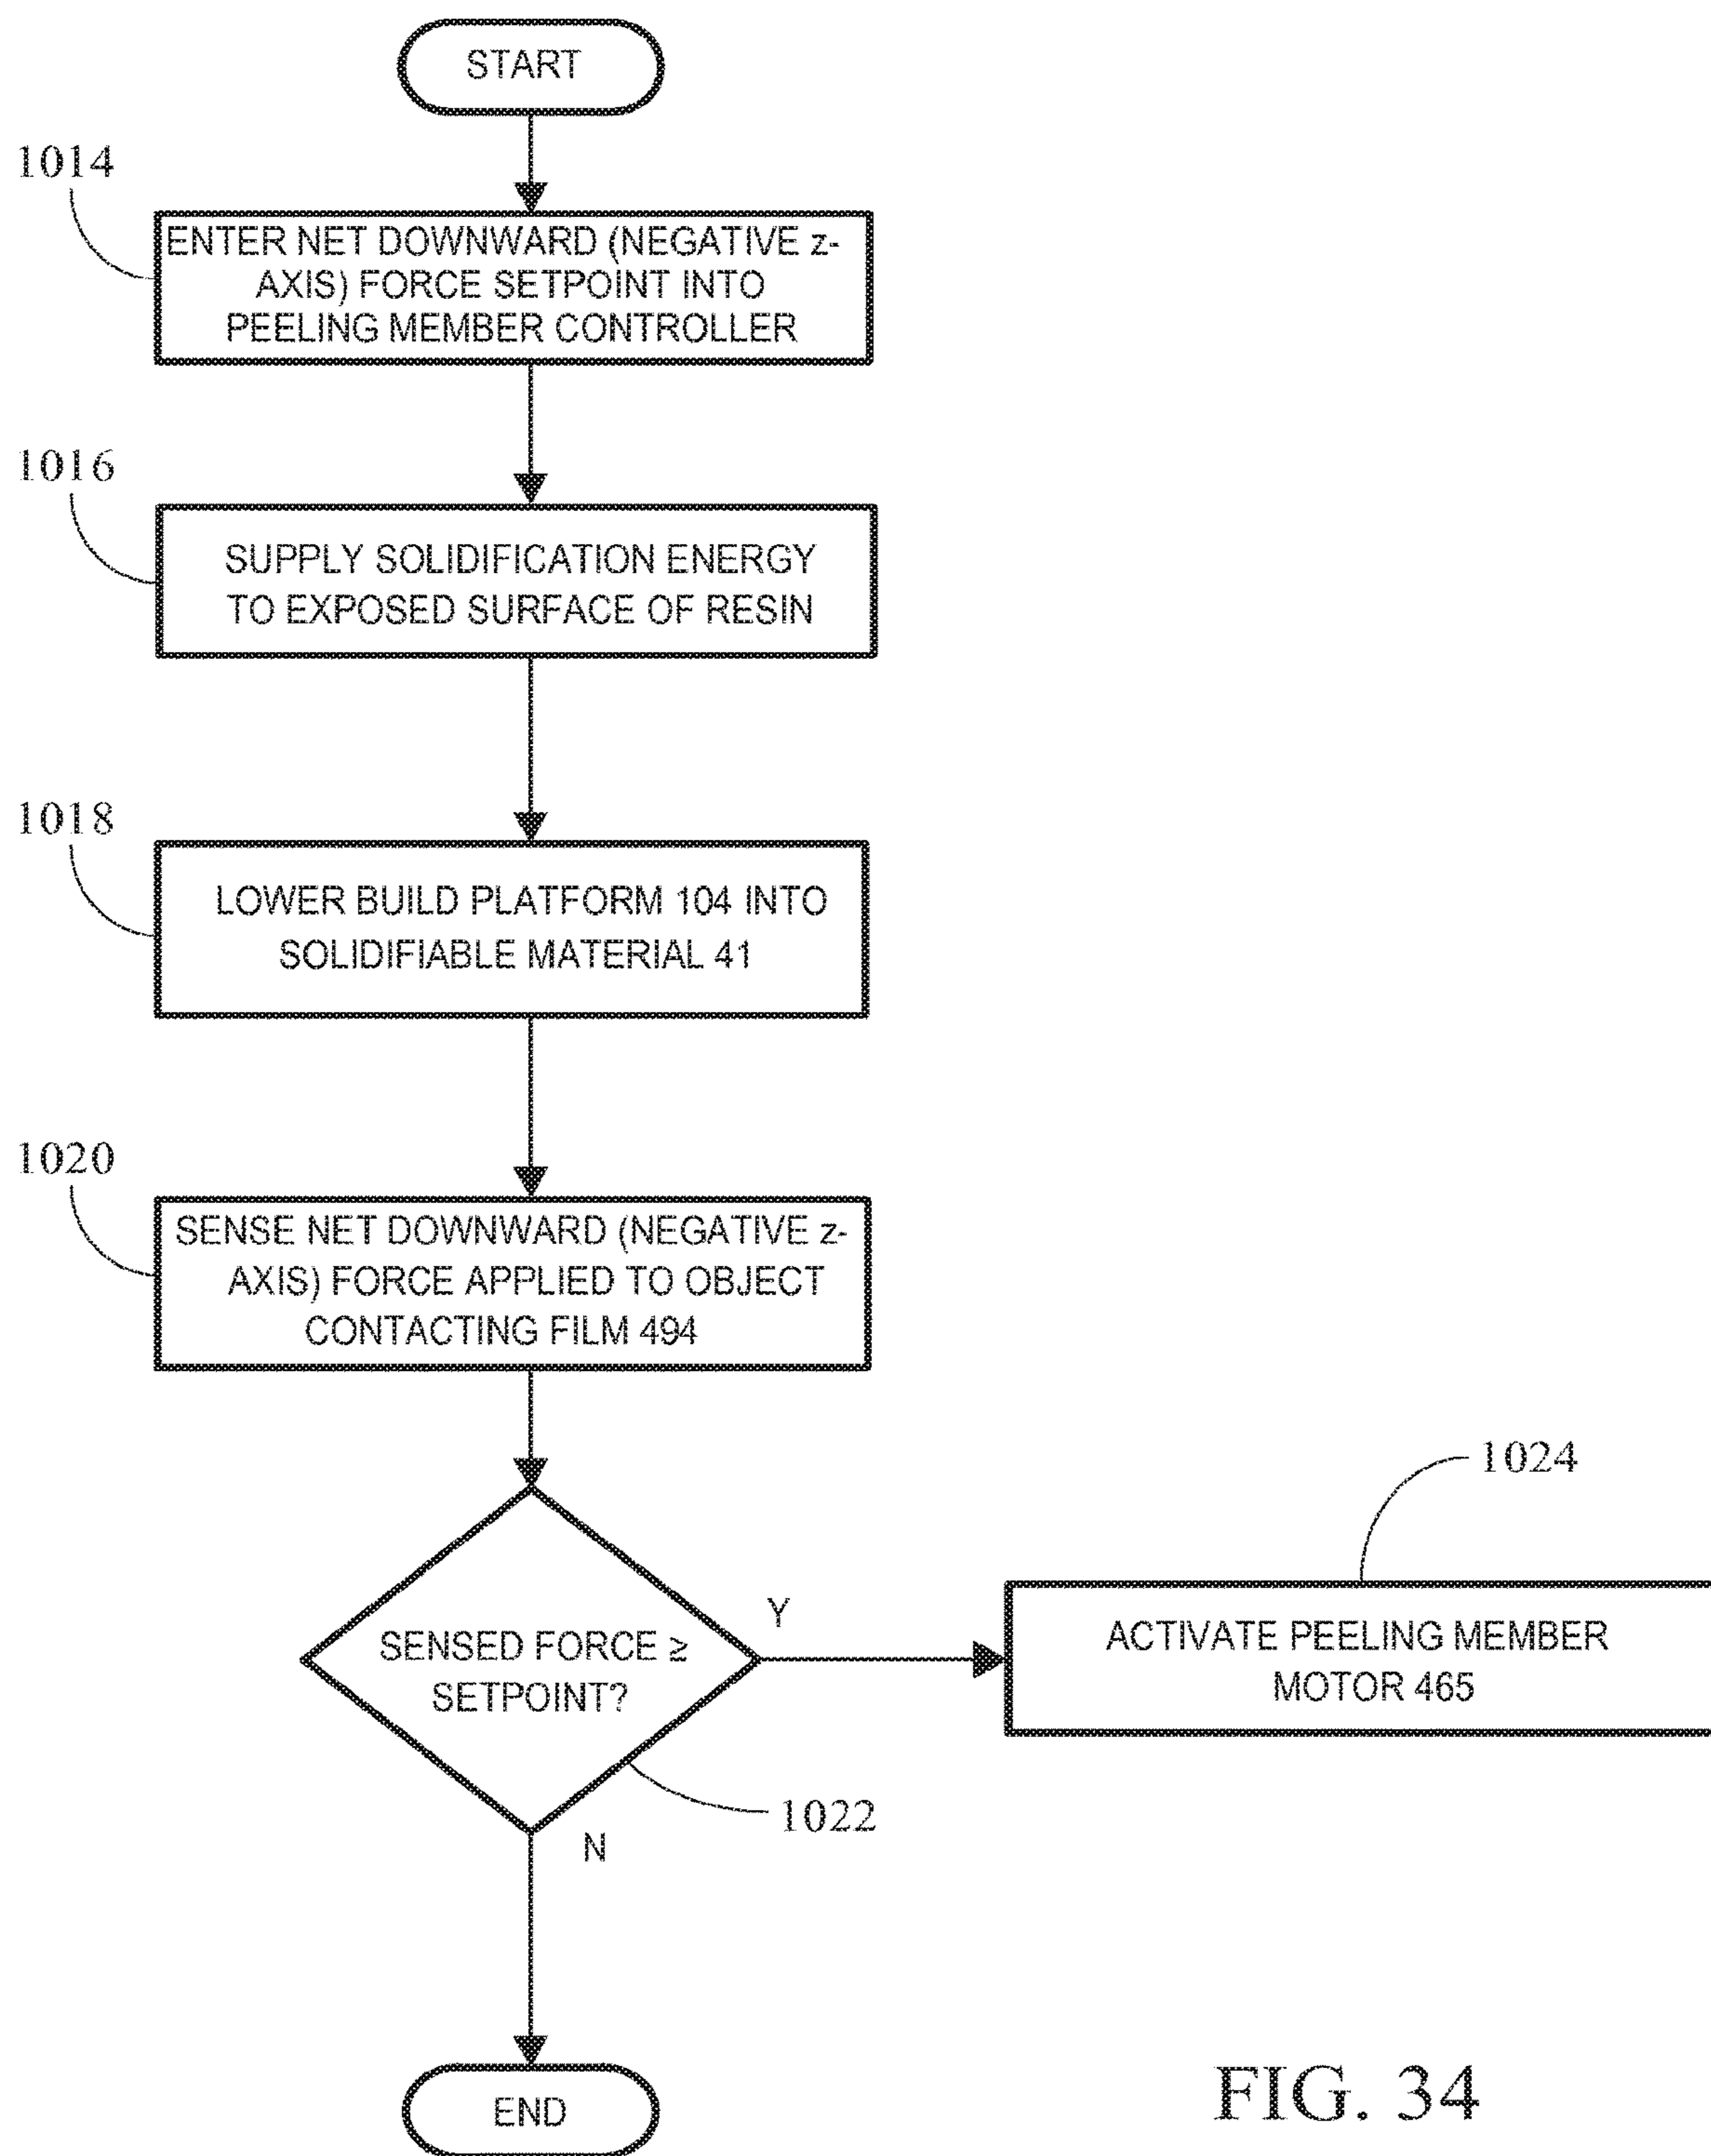 START
1014
ENTER NET DOWNWARD (NEGATIVE z-
AXIS) FORCE SETPOINT INTO
PEELING MEMBER CONTROLLER
1016
SUPPLY SOLIDIFICATION ENERGY
TO EXPOSED SURFACE OF RESIN
1018
LOWER BUILD PLATFORM 104 INTO
SOLIDIFIABLE MATERIAL 41
1020
SENSE NET DOWNWARD (NEGATIVE z-
AXIS) FORCE APPLIED TO OBJECT
CONTACTING FILM 494
SENSED FORCE ≥
SETPOINT?
Y
1024
ACTIVATE PEELING MEMBER
MOTOR 465
1022
N
END
FIG. 34